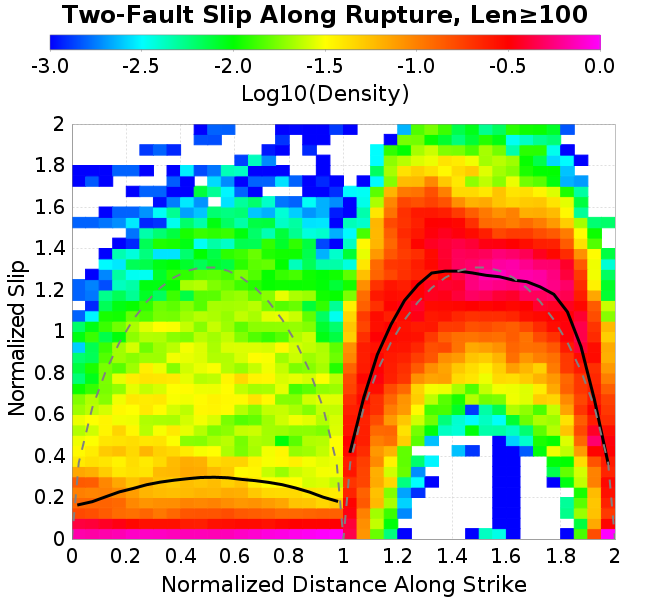 Two-Fault Slip Along Rupture, Len≥100
-3.0 -2.5 -2.0 -1.5 -1.0 -0.5 0.0
Log10(Density)
2
1.8
1.6
1.4
1.2
1
0.8
0.6
0.4
0.2
0
Normalized Slip
0 0.2 0.4 0.6 0.8 1 1.2 1.4 1.6 1.8 2
Normalized Distance Along Strike